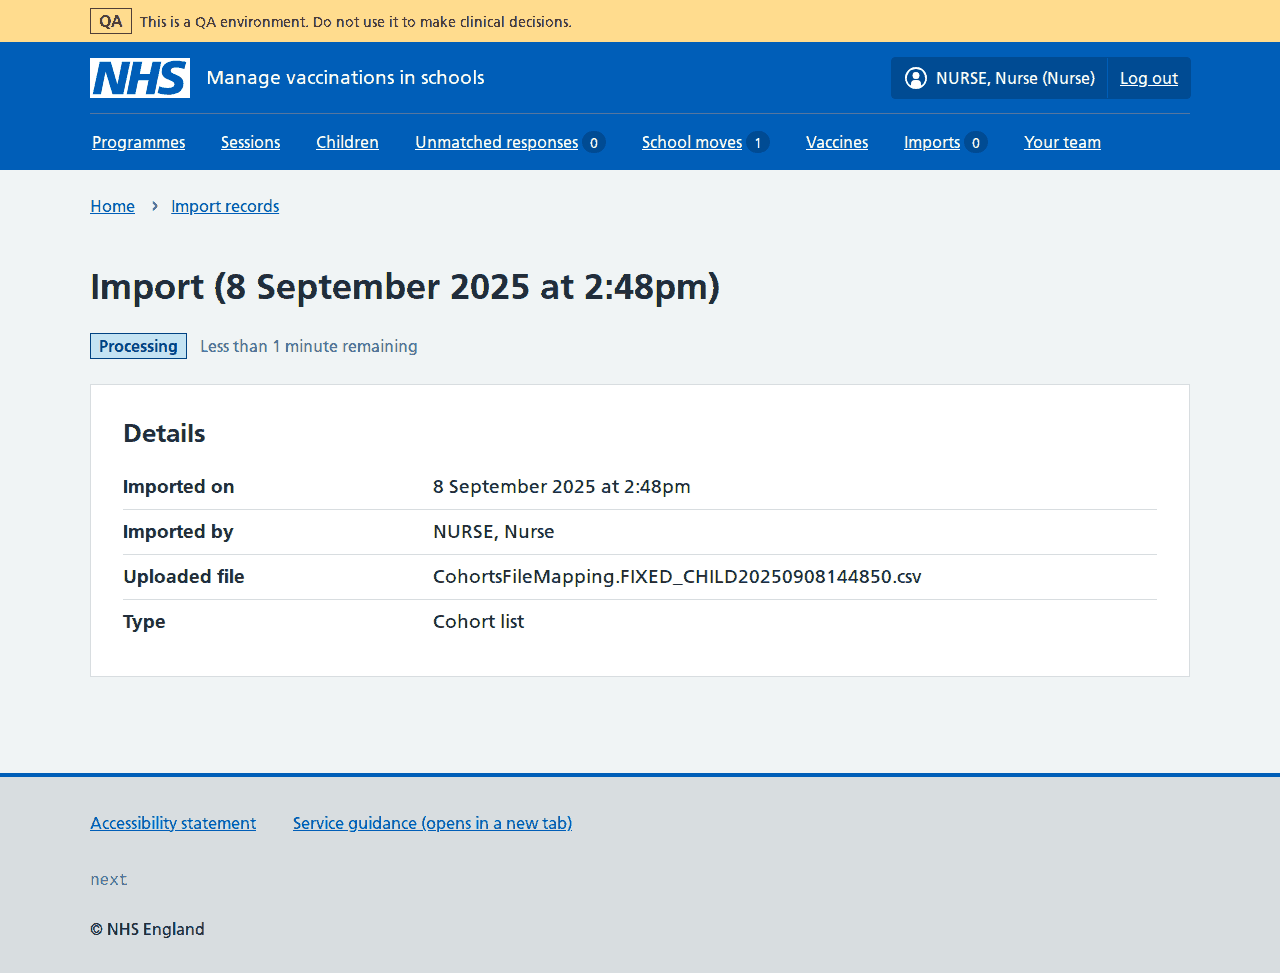 QA This is a QA environment. Do not use it to make clinical decisions.
NHS Manage vaccinations in schools NURSE, Nurse (Nurse) Log out
Programmes Sessions Children Unmatched responses 0 School moves 1 Vaccines Imports 0 Your team
Home Import records
Import (8 September 2025 at 2:48pm)
Processing Less than 1 minute remaining
Details
Imported on 8 September 2025 at 2:48pm
Imported by NURSE, Nurse
Uploaded file CohortsFileMapping.FIXED_CHILD20250908144850.csv
Type Cohort list
Accessibility statement Service guidance (opens in a new tab)
next
© NHS England